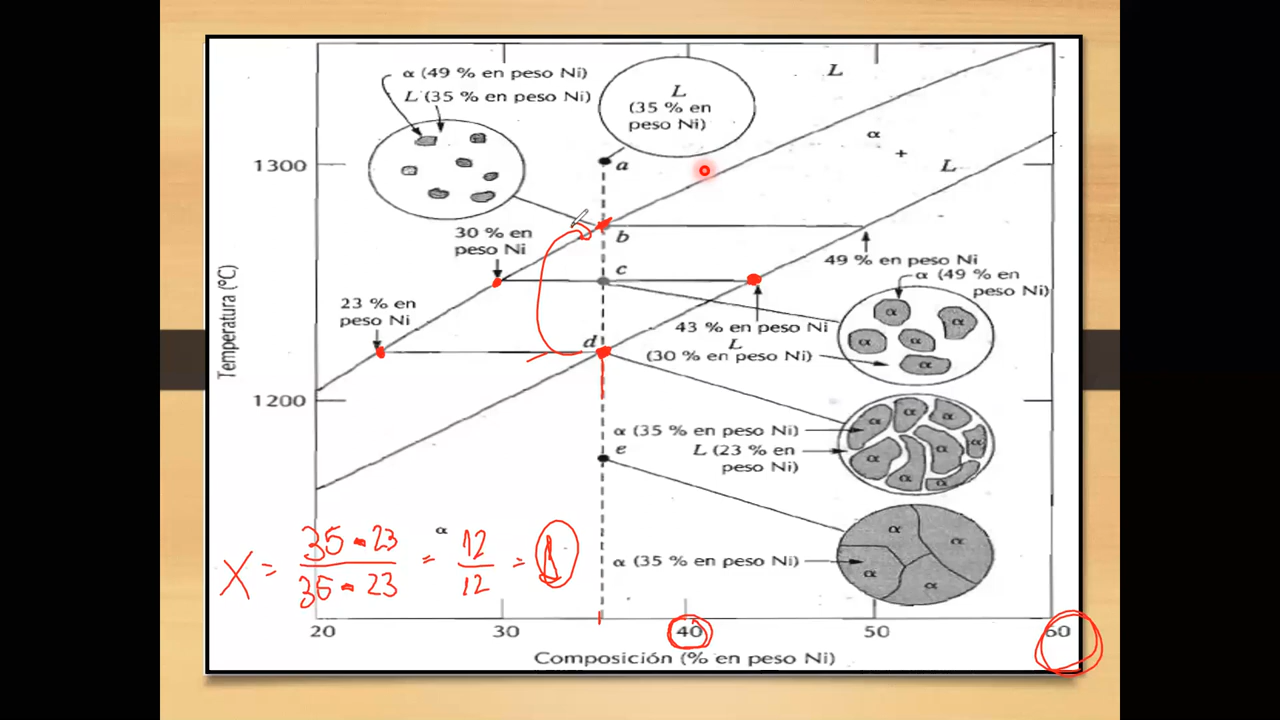 α (49 % en peso Ni)
L (35 % en peso Ni)
L
(35 % en
peso Ni)
L
α
+
L
1300
a
b
30 % en
peso Ni
c
49 % en peso Ni
α (49 % en
peso Ni)
23 % en
peso Ni
43 % en peso Ni
L
(30 % en peso Ni)
α
α
α
α
α
d
1200
α (35 % en peso Ni)
L (23 % en
peso Ni)
α
α
α
α
α
α
α
α
e
α (35 % en peso Ni)
α
α
α
α
α
X = 35 - 23 / 35 - 23 = 12 / 12 = 1
Temperatura (°C)
20
30
40
50
60
Composición (% en peso Ni)